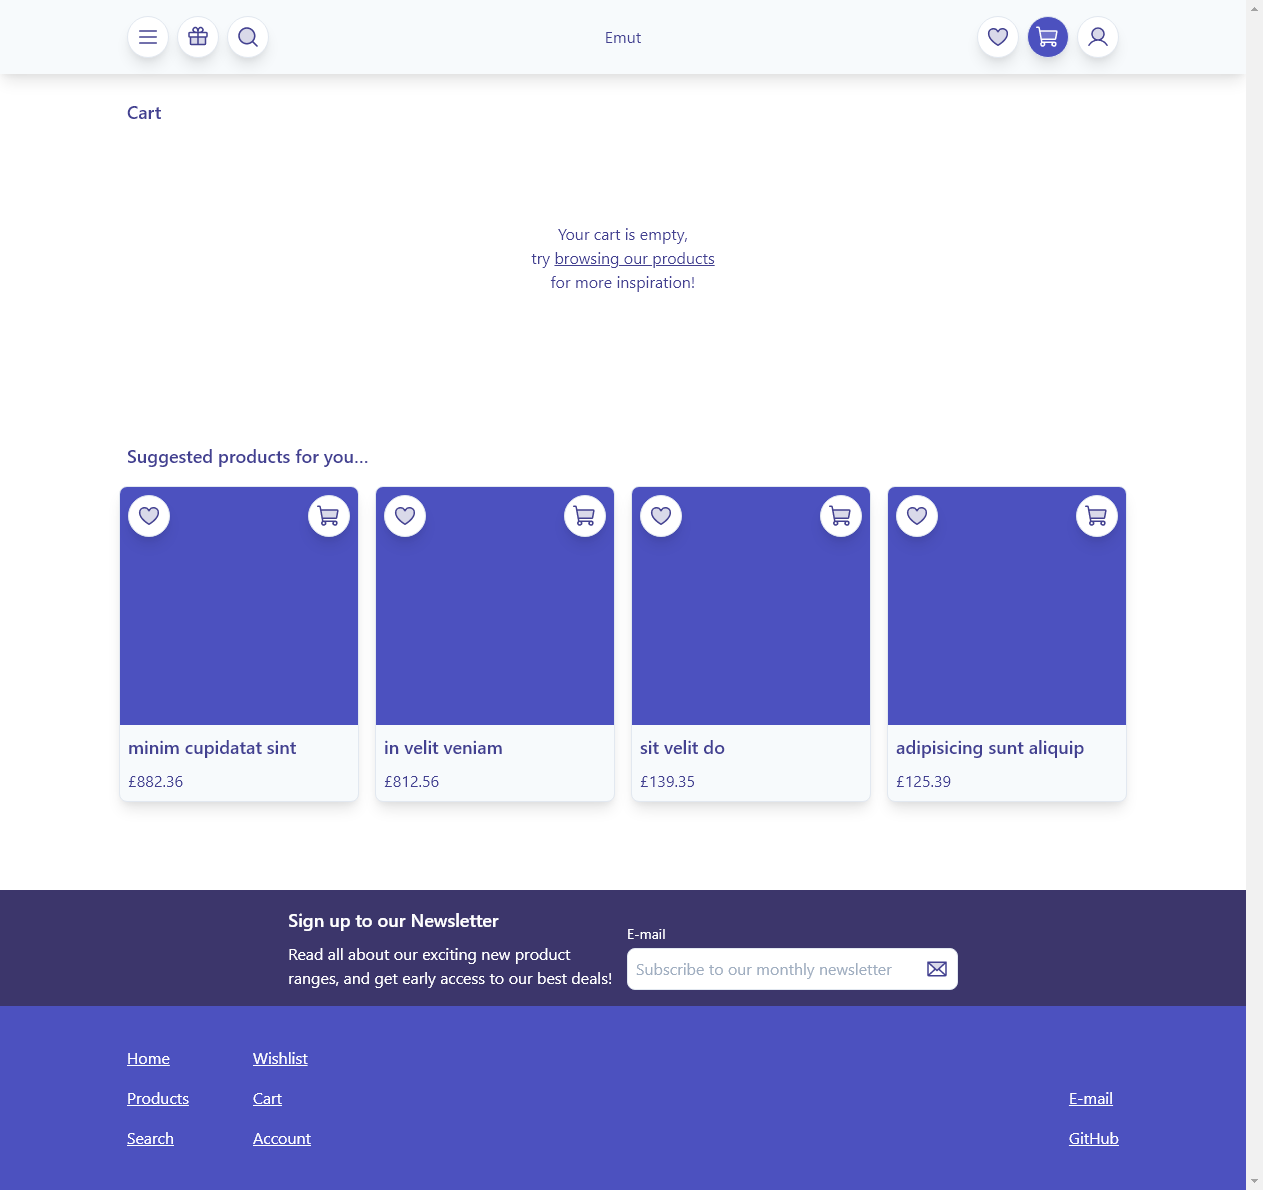 Emut
Cart
Your cart is empty,
try browsing our products
for more inspiration!
Suggested products for you...
minim cupidatat sint
£882.36
in velit veniam
£812.56
sit velit do
£139.35
adipisicing sunt aliquip
£125.39
Sign up to our Newsletter
Read all about our exciting new product
ranges, and get early access to our best deals!
E-mail
Subscribe to our monthly newsletter
Home
Products
Search
Wishlist
Cart
Account
E-mail
GitHub